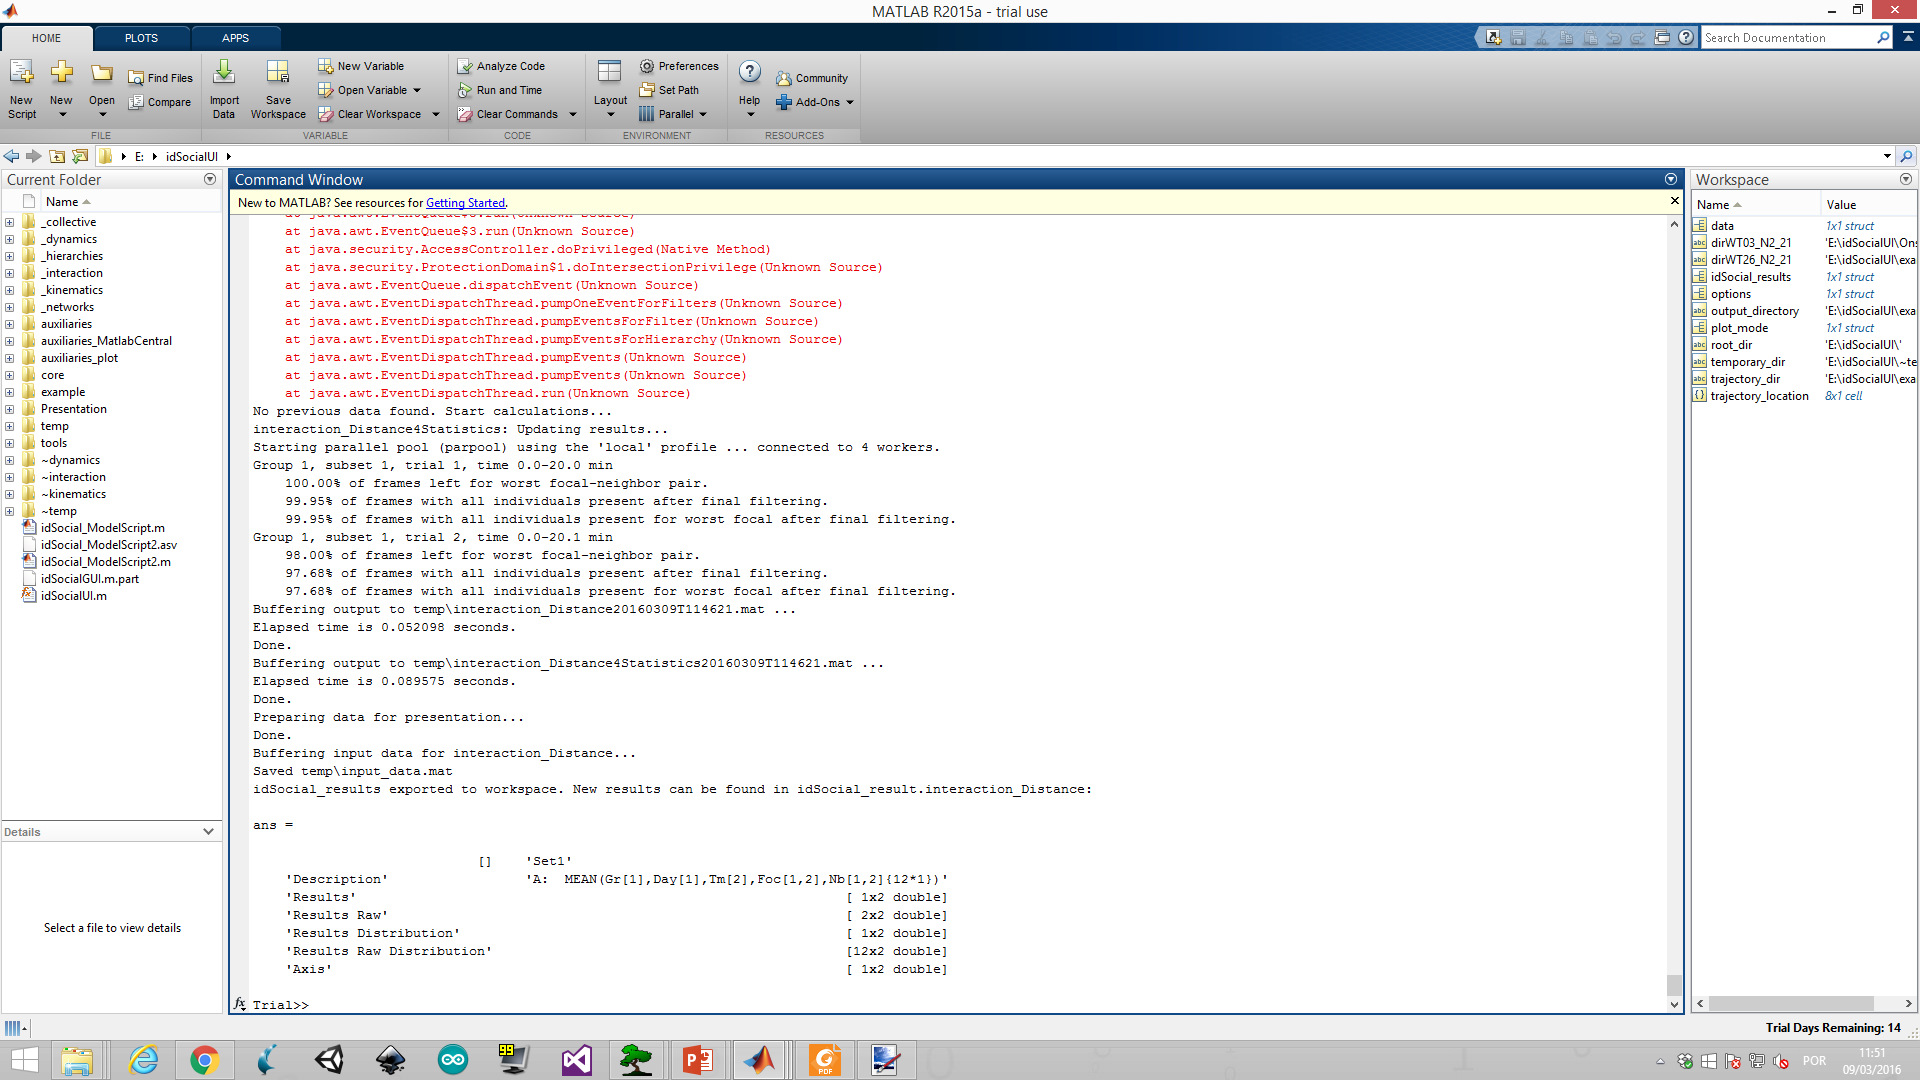 MATLAB R2015a - trial use
HOME
PLOTS
APPS
Search Documentation
New Script
New
Open
Find Files
Compare
FILE
Import Data
Save Workspace
New Variable
Open Variable
Clear Workspace
VARIABLE
Analyze Code
Run and Time
Clear Commands
CODE
Layout
Preferences
Set Path
Parallel
ENVIRONMENT
Help
Community
Add-Ons
RESOURCES
E:
idSocialUI
Current Folder
Name
_collective
_dynamics
_hierarchies
_interaction
_kinematics
_networks
auxiliaries
auxiliaries_MatlabCentral
auxiliaries_plot
core
example
Presentation
temp
tools
~dynamics
~interaction
~kinematics
~temp
idSocial_ModelScript.m
idSocial_ModelScript2.asv
idSocial_ModelScript2.m
idSocialGUI.m.part
idSocialUI.m
Details
Select a file to view details
Command Window
New to MATLAB? See resources for Getting Started.
at java.awt.EventQueue$3.run(Unknown Source)
at java.awt.EventQueue$3.run(Unknown Source)
at java.security.AccessController.doPrivileged(Native Method)
at java.security.ProtectionDomain$1.doIntersectionPrivilege(Unknown Source)
at java.awt.EventQueue.dispatchEvent(Unknown Source)
at java.awt.EventDispatchThread.pumpOneEventForFilters(Unknown Source)
at java.awt.EventDispatchThread.pumpEventsForFilter(Unknown Source)
at java.awt.EventDispatchThread.pumpEventsForHierarchy(Unknown Source)
at java.awt.EventDispatchThread.pumpEvents(Unknown Source)
at java.awt.EventDispatchThread.pumpEvents(Unknown Source)
at java.awt.EventDispatchThread.run(Unknown Source)
No previous data found. Start calculations...
interaction_Distance4Statistics: Updating results...
Starting parallel pool (parpool) using the 'local' profile ... connected to 4 workers.
Group 1, subset 1, trial 1, time 0.0-20.0 min
100.00% of frames left for worst focal-neighbor pair.
99.95% of frames with all individuals present after final filtering.
99.95% of frames with all individuals present for worst focal after final filtering.
Group 1, subset 1, trial 2, time 0.0-20.1 min
98.00% of frames left for worst focal-neighbor pair.
97.68% of frames with all individuals present after final filtering.
97.68% of frames with all individuals present for worst focal after final filtering.
Buffering output to temp\interaction_Distance20160309T114621.mat ...
Elapsed time is 0.052098 seconds.
Done.
Buffering output to temp\interaction_Distance4Statistics20160309T114621.mat ...
Elapsed time is 0.089575 seconds.
Done.
Preparing data for presentation...
Done.
Buffering input data for interaction_Distance...
Saved temp\input_data.mat
idSocial_results exported to workspace. New results can be found in idSocial_result.interaction_Distance:
ans =
[] 'Set1'
'Description' 'A: MEAN(Gr[1],Day[1],Tm[2],Foc[1,2],Nb[1,2]{12*1})'
'Results' [ 1x2 double]
'Results Raw' [ 2x2 double]
'Results Distribution' [ 1x2 double]
'Results Raw Distribution' [12x2 double]
'Axis' [ 1x2 double]
fx Trial>>
Workspace
Name Value
data 1x1 struct
dirWT03_N2_21 'E:\idSocialUI\Ons
dirWT26_N2_21 'E:\idSocialUI\exa
idSocial_results 1x1 struct
options 1x1 struct
output_directory 'E:\idSocialUI\exa
plot_mode 1x1 struct
root_dir 'E:\idSocialUI\'
temporary_dir 'E:\idSocialUI\~te
trajectory_dir 'E:\idSocialUI\exa
trajectory_location 8x1 cell
Trial Days Remaining: 14
99
PDF
POR
11:51
09/03/2016